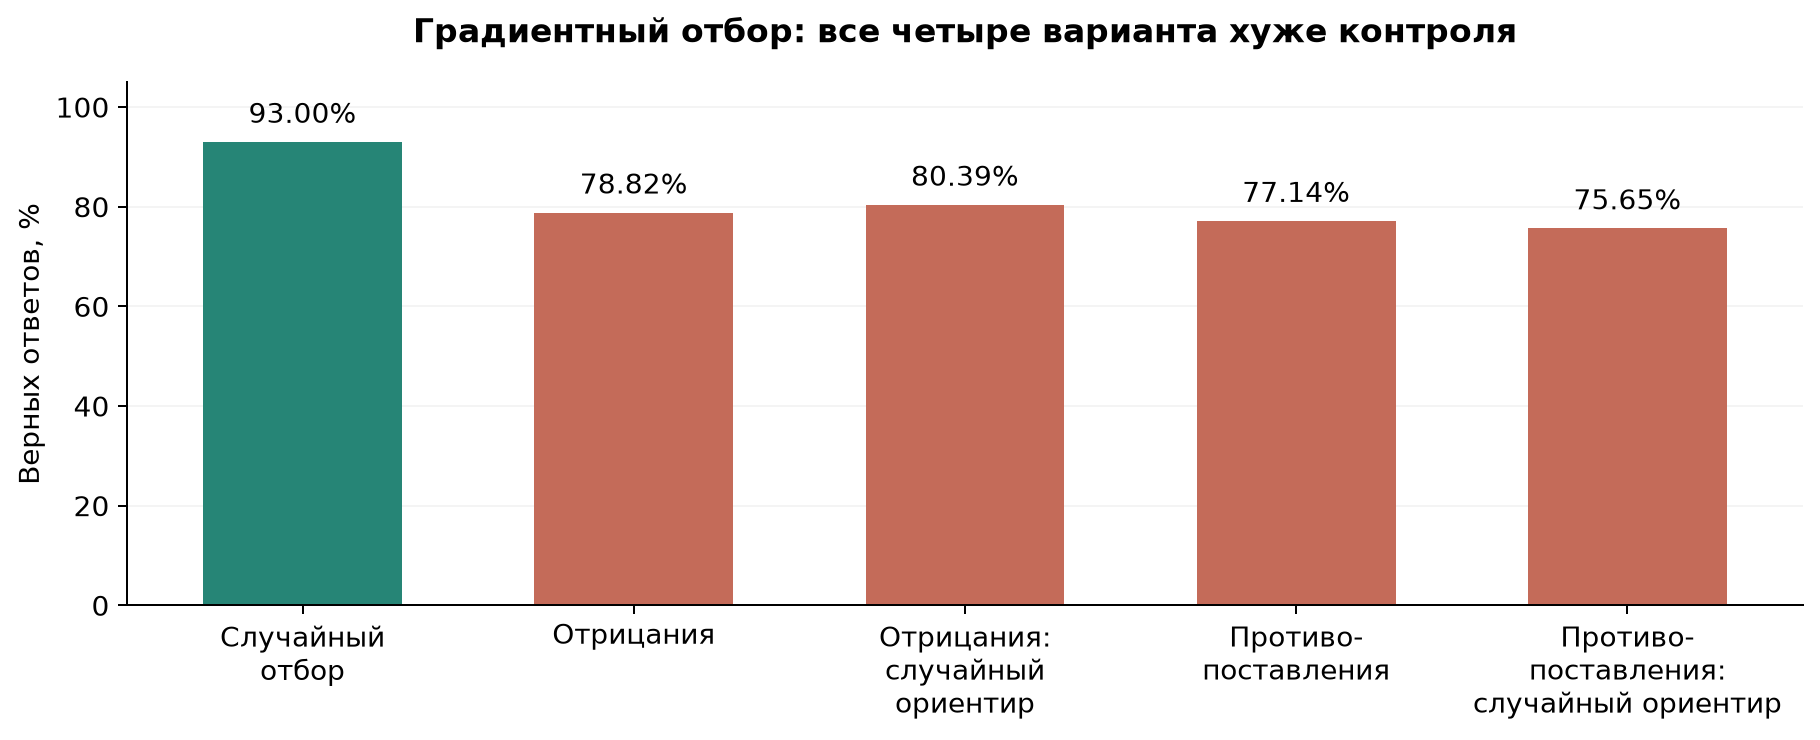 Градиентный отбор: все четыре варианта хуже контроля
Верных ответов, %
100
80
60
40
20
0
93.00%
78.82%
80.39%
77.14%
75.65%
Случайный
отбор
Отрицания
Отрицания:
случайный
ориентир
Противо-
поставления
Противо-
поставления:
случайный ориентир